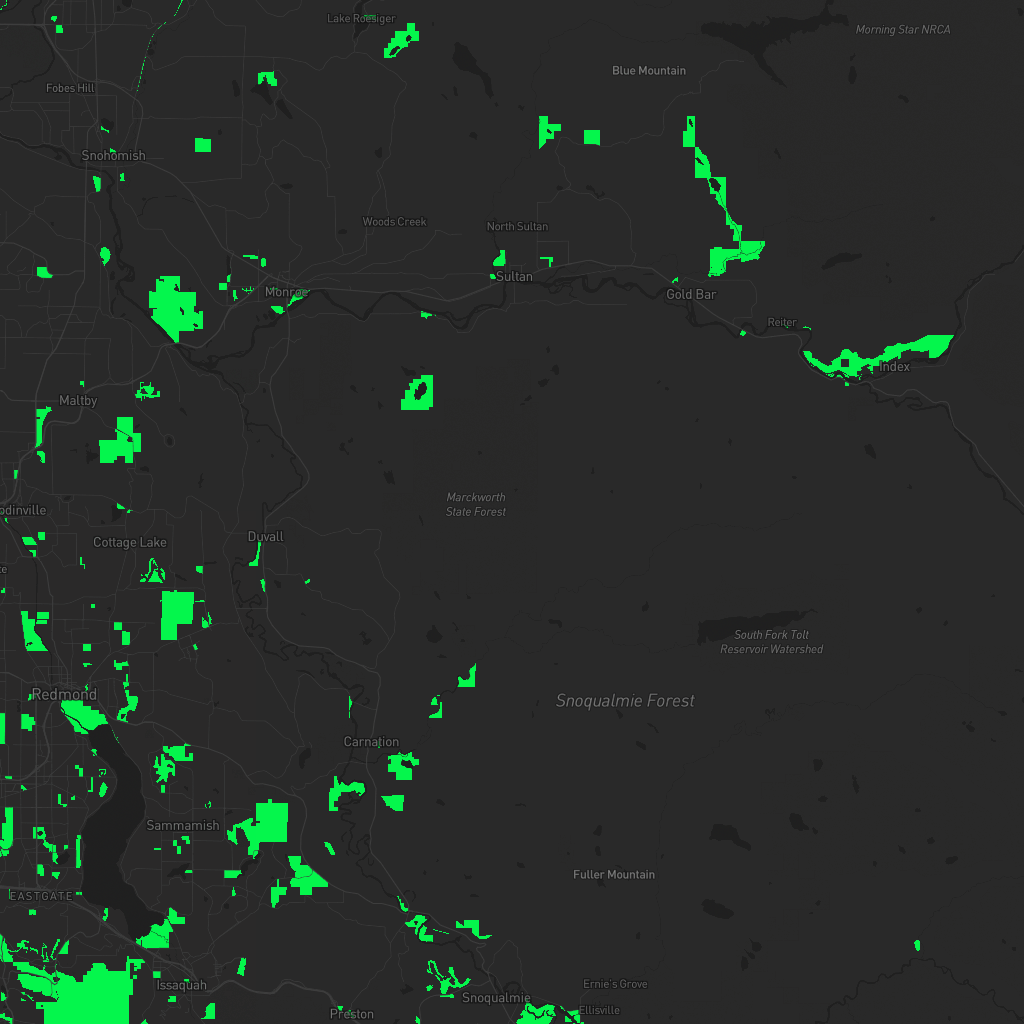 Lake Roesiger
Morning Star NRCA
Blue Mountain
Fobes Hill
Snohomish
Woods Creek
North Sultan
Sultan
Monroe
Gold Bar
Reiter
Index
Maltby
Marckworth
State Forest
odinville
Duvall
Cottage Lake
te
South Fork Tolt
Reservoir Watershed
Redmond
Snoqualmie Forest
Carnation
Sammamish
Fuller Mountain
EASTGATE
Issaquah
Ernie's Grove
Snoqualmie
Ellisville
Preston